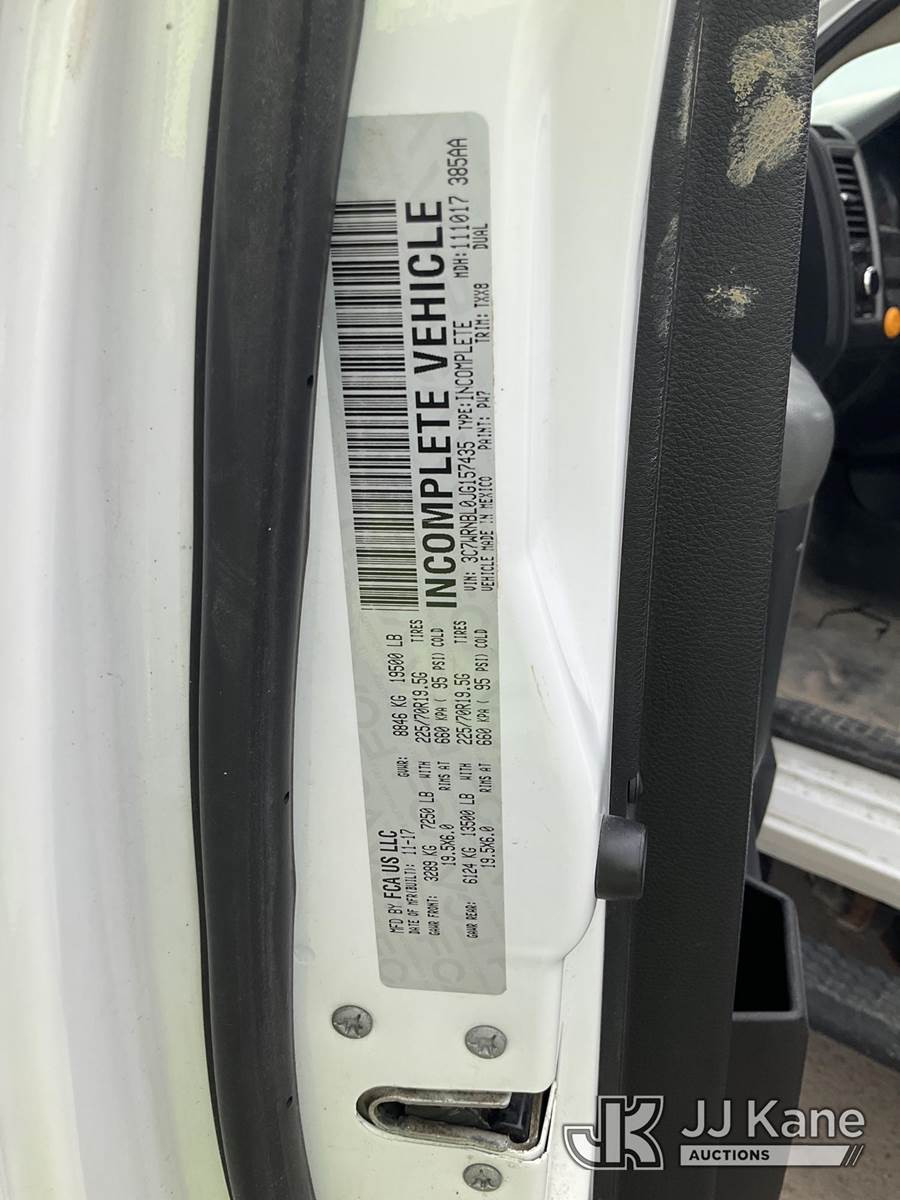 MFD BY FCA US LLC
DATE OF MFR(BUILT): 11-17 GVWR: 8846 KG 19500 LB
GAWR FRONT: 3289 KG 7250 LB WITH 225/70R19.5G TIRES
19.5X6.0 RIMS AT 660 KPA ( 95 PSI) COLD
GAWR REAR: 6124 KG 13500 LB WITH 225/70R19.5G TIRES
19.5X6.0 RIMS AT 660 KPA ( 95 PSI) COLD
INCOMPLETE VEHICLE
MDH:111017 385AA
VIN: 3C7WRNBL0JG157435 TYPE:INCOMPLETE DUAL
VEHICLE MADE IN MEXICO PAINT: PW7 TRIM: TXX8
JK JJ Kane
AUCTIONS